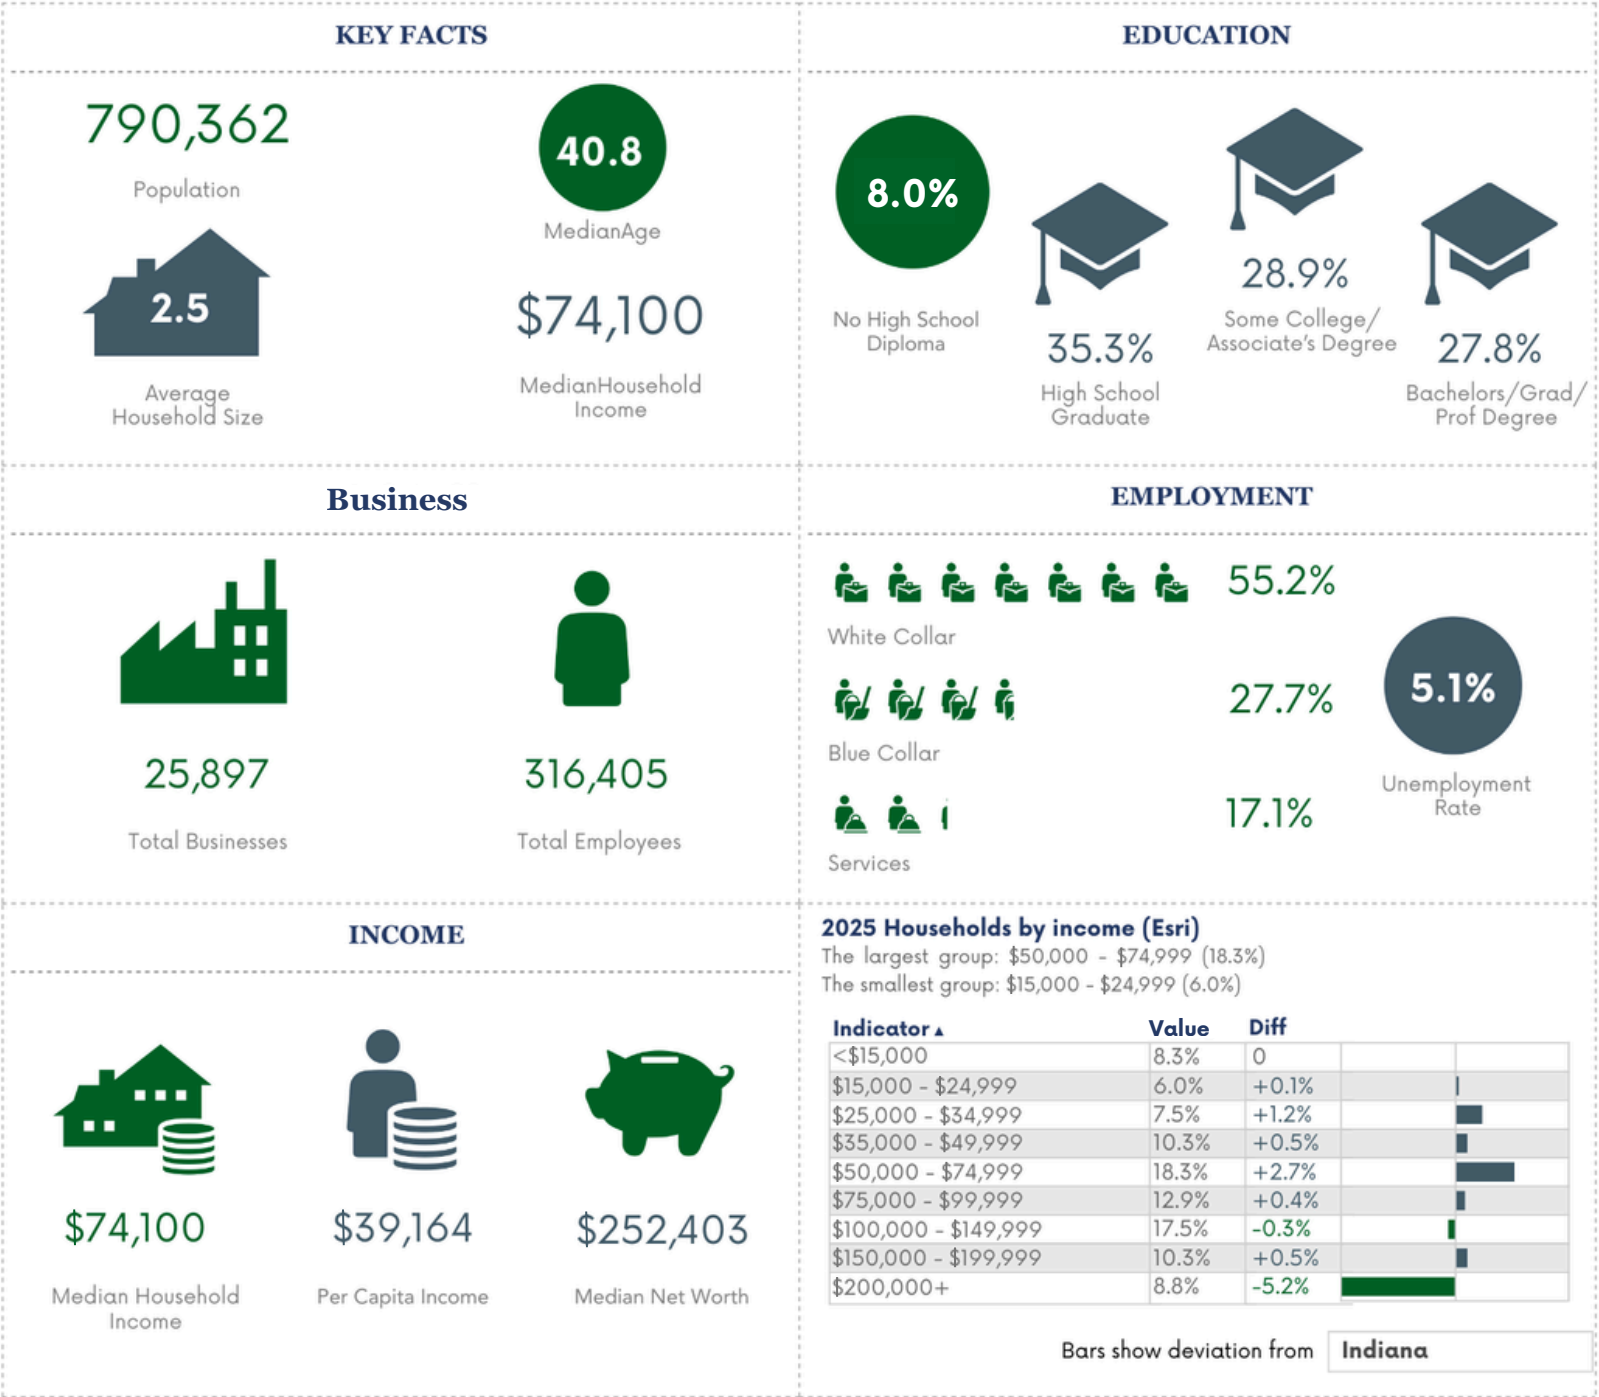 KEY FACTS
790,362
Population
40.8
MedianAge
2.5
Average
Household Size
$74,100
MedianHousehold
Income
EDUCATION
8.0%
No High School
Diploma
35.3%
High School
Graduate
28.9%
Some College/
Associate's Degree
27.8%
Bachelors/Grad/
Prof Degree
Business
25,897
Total Businesses
316,405
Total Employees
EMPLOYMENT
55.2%
White Collar
27.7%
Blue Collar
17.1%
Services
5.1%
Unemployment
Rate
INCOME
$74,100
Median Household
Income
$39,164
Per Capita Income
$252,403
Median Net Worth
2025 Households by income (Esri)
The largest group: $50,000 - $74,999 (18.3%)
The smallest group: $15,000 - $24,999 (6.0%)
Indicator ▲ Value Diff
<$15,000 8.3% 0
$15,000 - $24,999 6.0% +0.1%
$25,000 - $34,999 7.5% +1.2%
$35,000 - $49,999 10.3% +0.5%
$50,000 - $74,999 18.3% +2.7%
$75,000 - $99,999 12.9% +0.4%
$100,000 - $149,999 17.5% -0.3%
$150,000 - $199,999 10.3% +0.5%
$200,000+ 8.8% -5.2%
Bars show deviation from Indiana